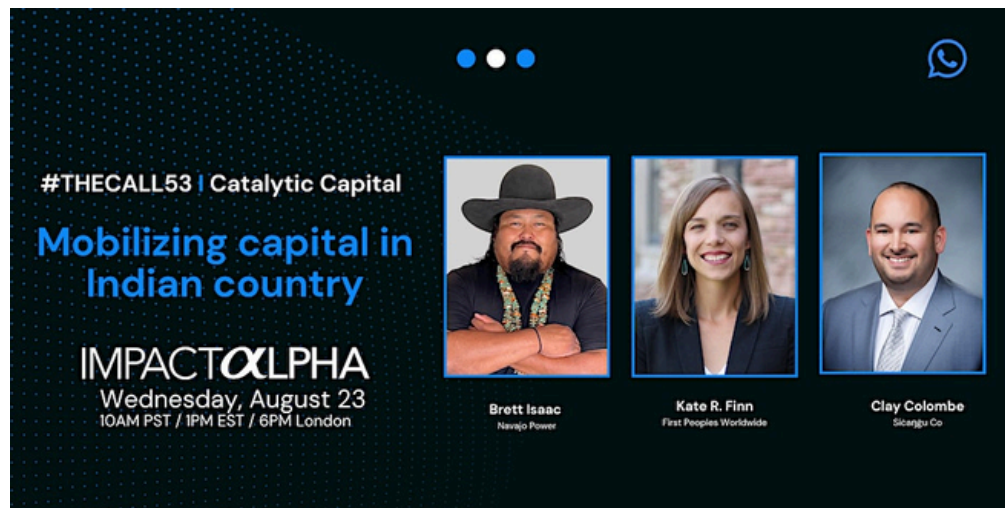 #THECALL53 | Catalytic Capital
Mobilizing capital in
Indian country
IMPACTαLPHA
Wednesday, August 23
10AM PST / 1PM EST / 6PM London
Brett Isaac
Navajo Power
Kate R. Finn
First Peoples Worldwide
Clay Colombe
Sicaŋgu Co